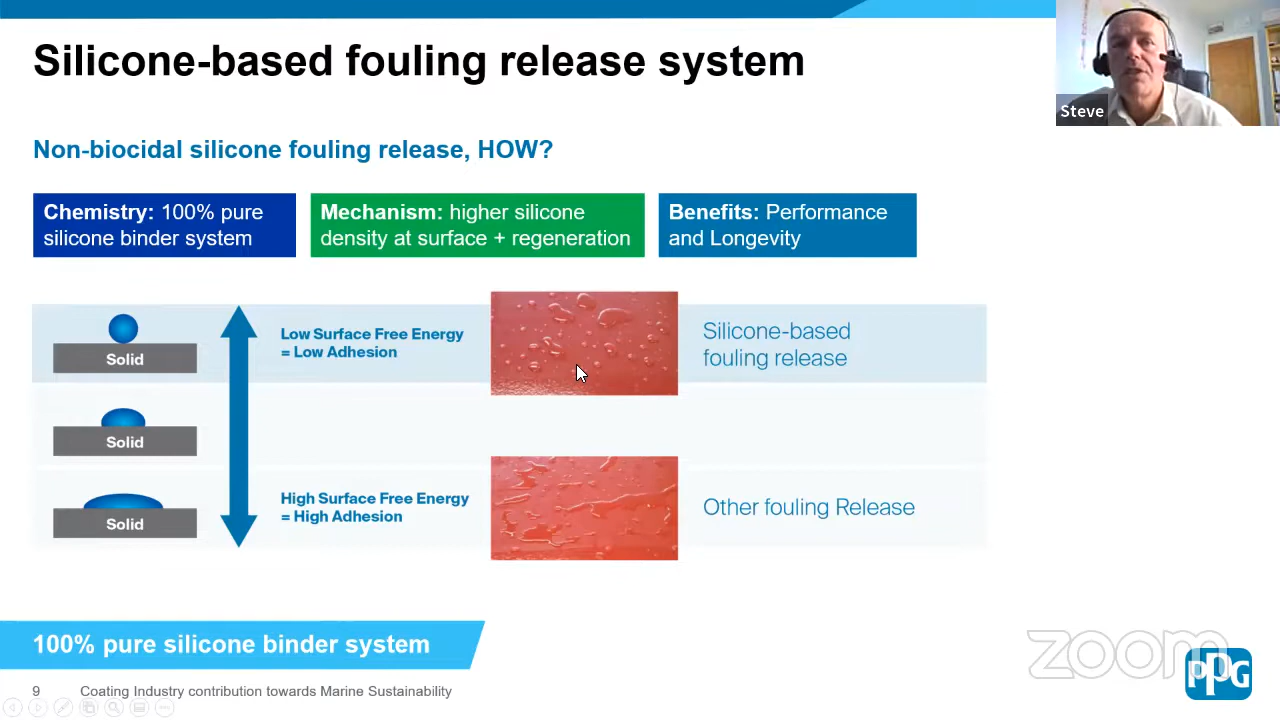 Silicone-based fouling release system
Steve
Non-biocidal silicone fouling release, HOW?
Chemistry: 100% pure
silicone binder system
Mechanism: higher silicone
density at surface + regeneration
Benefits: Performance
and Longevity
Solid
Low Surface Free Energy
= Low Adhesion
Silicone-based
fouling release
Solid
Solid
High Surface Free Energy
= High Adhesion
Other fouling Release
100% pure silicone binder system
zoom
PPG
9 Coating Industry contribution towards Marine Sustainability